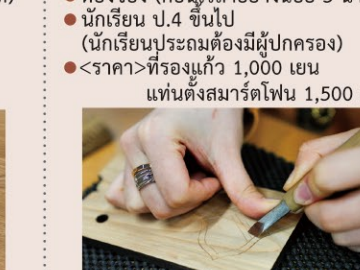 ● นักเรียน ป.4 ขึ้นไป
(นักเรียนประถมต้องมีผู้ปกครอง)
● <ราคา>ที่รองแก้ว 1,000 เยน
แท่นตั้งสมาร์ตโฟน 1,500